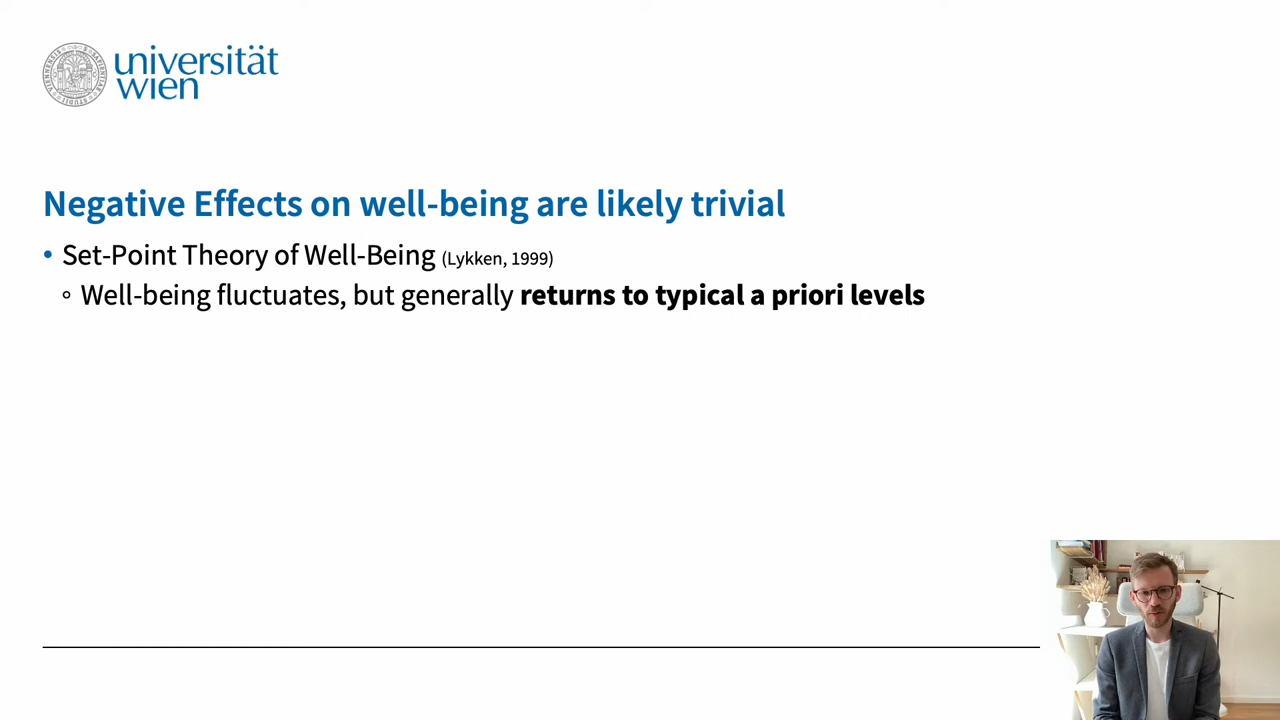 universität
wien
Negative Effects on well-being are likely trivial
• Set-Point Theory of Well-Being (Lykken, 1999)
◦ Well-being fluctuates, but generally returns to typical a priori levels